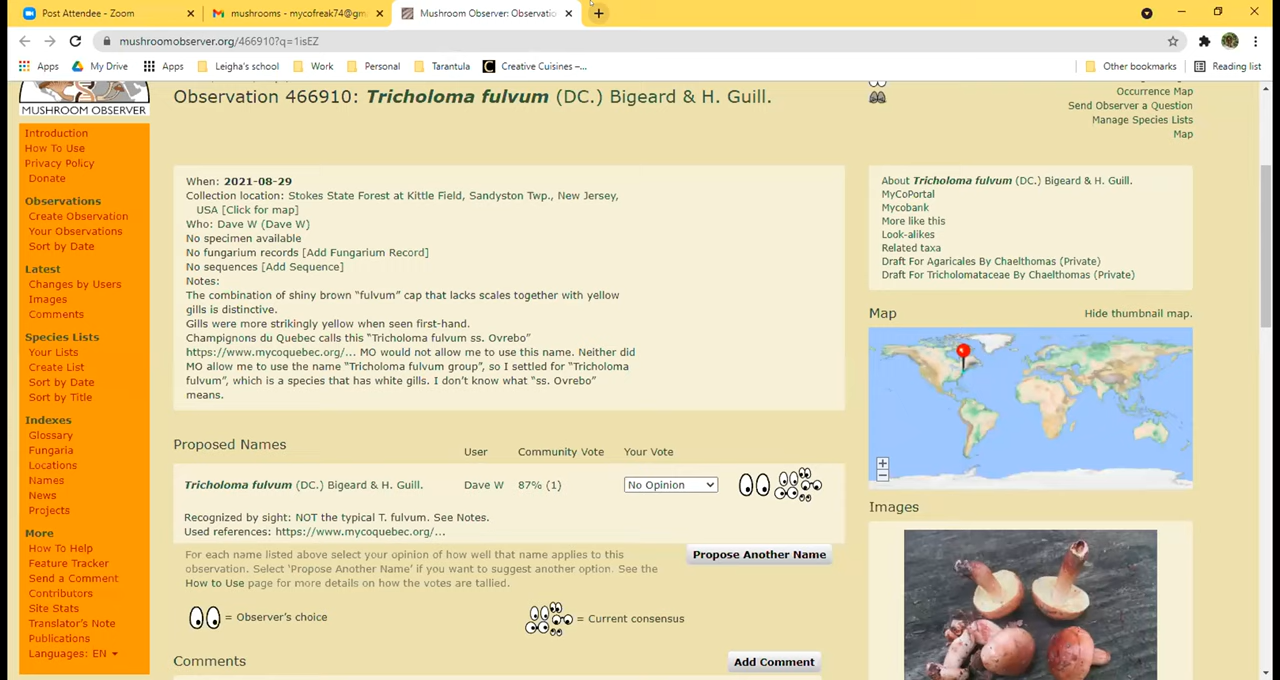 Post Attendee - Zoom
mushrooms - mycofreak74@gm
Mushroom Observer: Observatio
mushroomobserver.org/466910?q=1isEZ
Apps My Drive Apps Leigha's school Work Personal Tarantula Creative Cuisines –... Other bookmarks Reading list
MUSHROOM OBSERVER
Introduction
How To Use
Privacy Policy
Donate
Observations
Create Observation
Your Observations
Sort by Date
Latest
Changes by Users
Images
Comments
Species Lists
Your Lists
Create List
Sort by Date
Sort by Title
Indexes
Glossary
Fungaria
Locations
Names
News
Projects
More
How To Help
Feature Tracker
Send a Comment
Contributors
Site Stats
Translator's Note
Publications
Languages: EN
Observation 466910: Tricholoma fulvum (DC.) Bigeard & H. Guill.
When: 2021-08-29
Collection location: Stokes State Forest at Kittle Field, Sandyston Twp., New Jersey,
USA [Click for map]
Who: Dave W (Dave W)
No specimen available
No fungarium records [Add Fungarium Record]
No sequences [Add Sequence]
Notes:
The combination of shiny brown “fulvum” cap that lacks scales together with yellow
gills is distinctive.
Gills were more strikingly yellow when seen first-hand.
Champignons du Quebec calls this “Tricholoma fulvum ss. Ovrebo”
https://www.mycoquebec.org/... MO would not allow me to use this name. Neither did
MO allow me to use the name “Tricholoma fulvum group”, so I settled for “Tricholoma
fulvum”, which is a species that has white gills. I don't know what “ss. Ovrebo”
means.
Proposed Names
User Community Vote Your Vote
Tricholoma fulvum (DC.) Bigeard & H. Guill. Dave W 87% (1) No Opinion
Recognized by sight: NOT the typical T. fulvum. See Notes.
Used references: https://www.mycoquebec.org/...
For each name listed above select your opinion of how well that name applies to this
observation. Select ‘Propose Another Name’ if you want to suggest another option. See the
How to Use page for more details on how the votes are tallied.
Propose Another Name
= Observer's choice
= Current consensus
Comments
Add Comment
Occurrence Map
Send Observer a Question
Manage Species Lists
Map
About Tricholoma fulvum (DC.) Bigeard & H. Guill.
MyCoPortal
Mycobank
More like this
Look-alikes
Related taxa
Draft For Agaricales By Chaelthomas (Private)
Draft For Tricholomataceae By Chaelthomas (Private)
Map
Hide thumbnail map.
Images